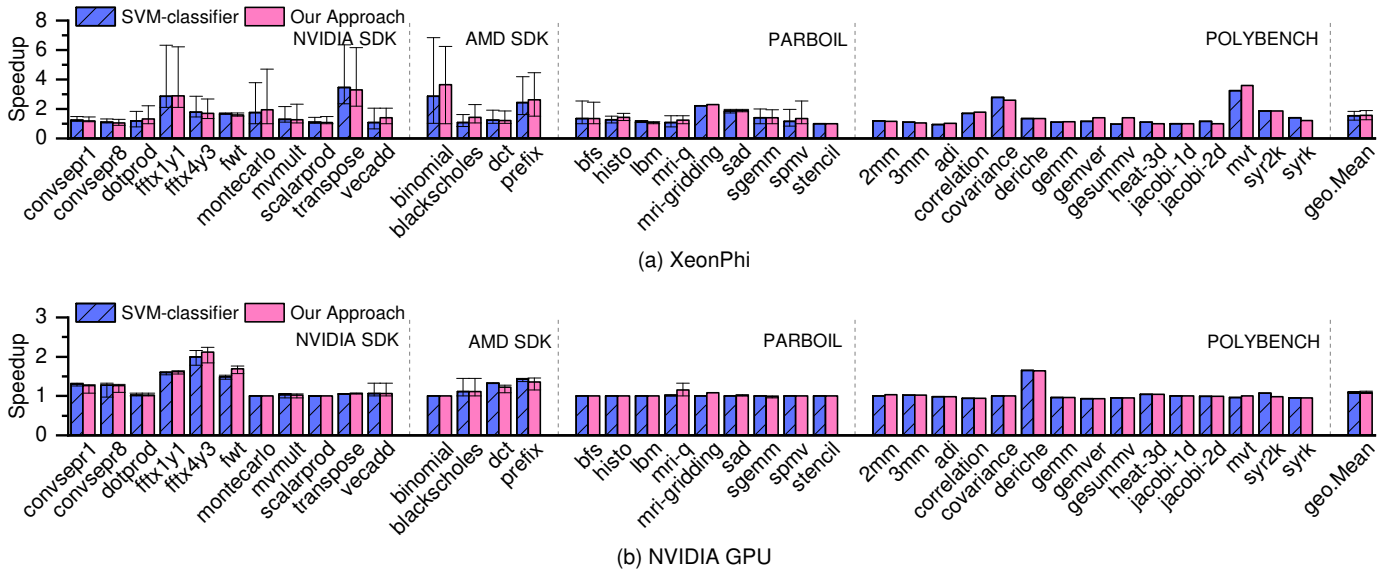 SVM-classifier Our Approach
NVIDIA SDK AMD SDK PARBOIL POLYBENCH
Speedup
8
6
4
2
0
convsepr1 convsepr8 dotprod fftx1y1 fftx4y3 fwt montecarlo mvmult scalarprod transpose vecadd binomial blackscholes dct prefix bfs histo lbm mri-q mri-gridding sad sgemm spmv stencil 2mm 3mm adi correlation covariance deriche gemm gemver gesummv heat-3d jacobi-1d jacobi-2d mvt syr2k syrk geo.Mean
(a) XeonPhi
SVM-classifier Our Approach
NVIDIA SDK AMD SDK PARBOIL POLYBENCH
Speedup
3
2
1
0
convsepr1 convsepr8 dotprod fftx1y1 fftx4y3 fwt montecarlo mvmult scalarprod transpose vecadd binomial blackscholes dct prefix bfs histo lbm mri-q mri-gridding sad sgemm spmv stencil 2mm 3mm adi correlation covariance deriche gemm gemver gesummv heat-3d jacobi-1d jacobi-2d mvt syr2k syrk geo.Mean
(b) NVIDIA GPU